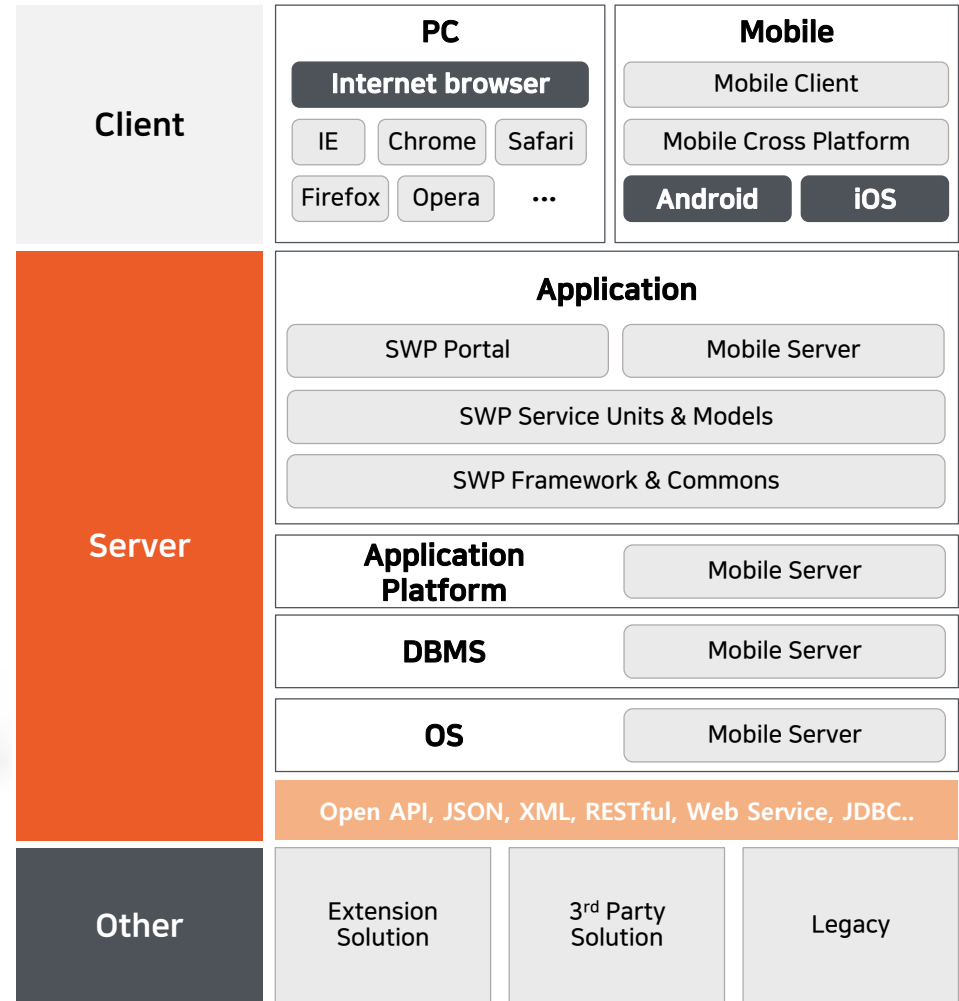 Client
PC
Internet browser
IE
Chrome
Safari
Firefox
Opera
...
Mobile
Mobile Client
Mobile Cross Platform
Android
iOS
Server
Application
SWP Portal
Mobile Server
SWP Service Units & Models
SWP Framework & Commons
Application
Platform
Mobile Server
DBMS
Mobile Server
OS
Mobile Server
Open API, JSON, XML, RESTful, Web Service, JDBC..
Other
Extension
Solution
3rd Party
Solution
Legacy